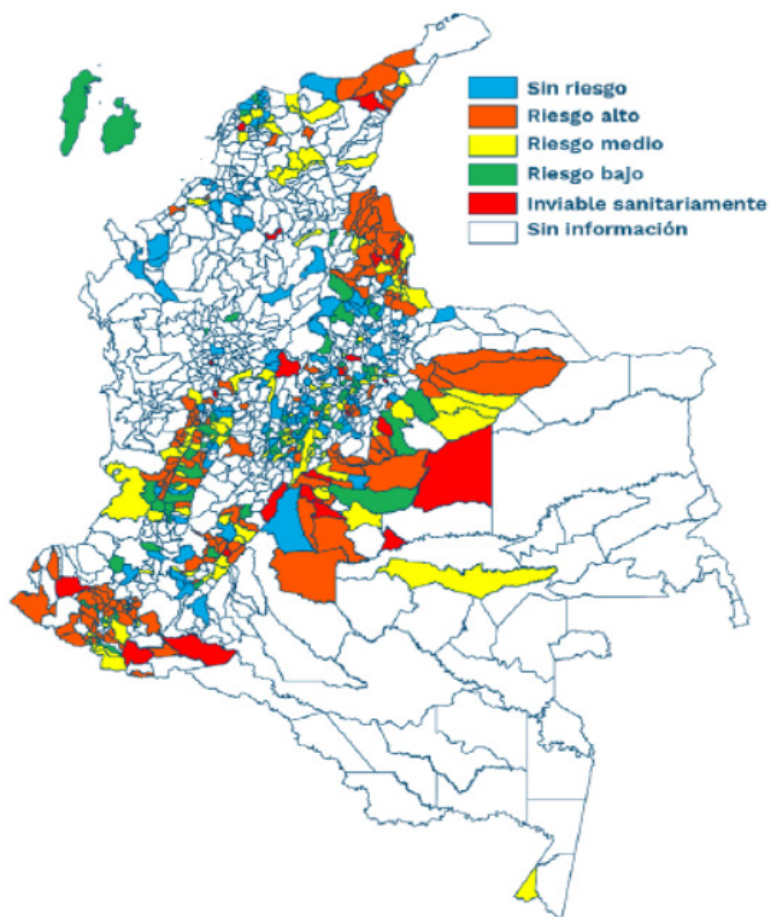 Sin riesgo
Riesgo alto
Riesgo medio
Riesgo bajo
Inviable sanitariamente
Sin información